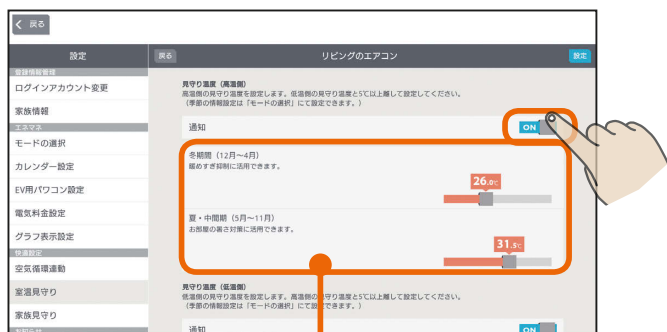 戻る
設定
戻る
リビングのエアコン
設定
登録情報管理
ログインアカウント変更
家族情報
エネマネ
モードの選択
カレンダー設定
EV用パワコン設定
電気料金設定
グラフ表示設定
快適設定
空気循環連動
室温見守り
家族見守り
お知らせ
見守り温度（高温側）
高温側の見守り温度を設定します。低温側の見守り温度と5℃以上離して設定してください。
（季節の情報設定は「モードの選択」にて設定できます。）
通知
ON
冬期間（12月～4月）
暖めすぎ抑制に活用できます。
26.0℃
夏・中間期（5月～11月）
お部屋の暑さ対策に活用できます。
31.5℃
見守り温度（低温側）
低温側の見守り温度を設定します。高温側の見守り温度と5℃以上離して設定してください。
（季節の情報設定は「モードの選択」にて設定できます。）
通知
ON